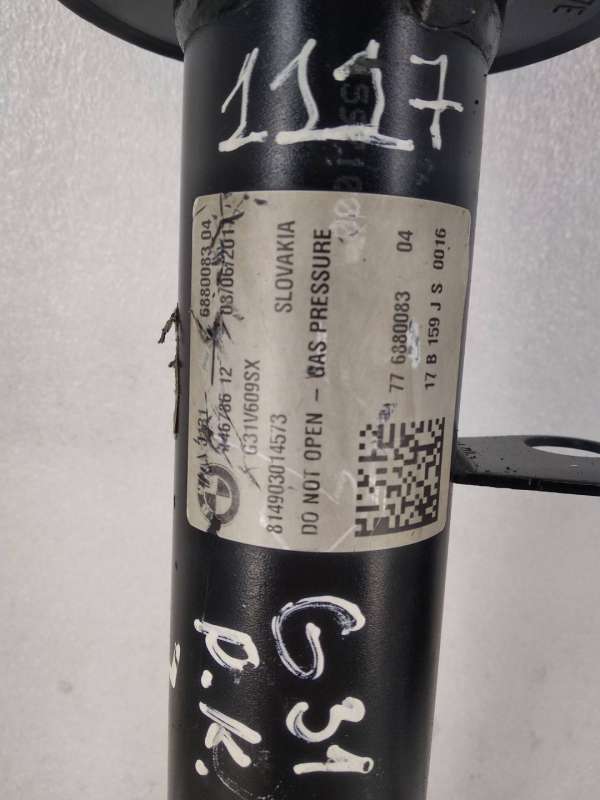 1117
6880083 04
08/06/2017
446786 12
G31V609SX
814903014573
SLOVAKIA
DO NOT OPEN - GAS PRESSURE
77 6880083 04
17 B 159 J S 0016
G31
P.K.